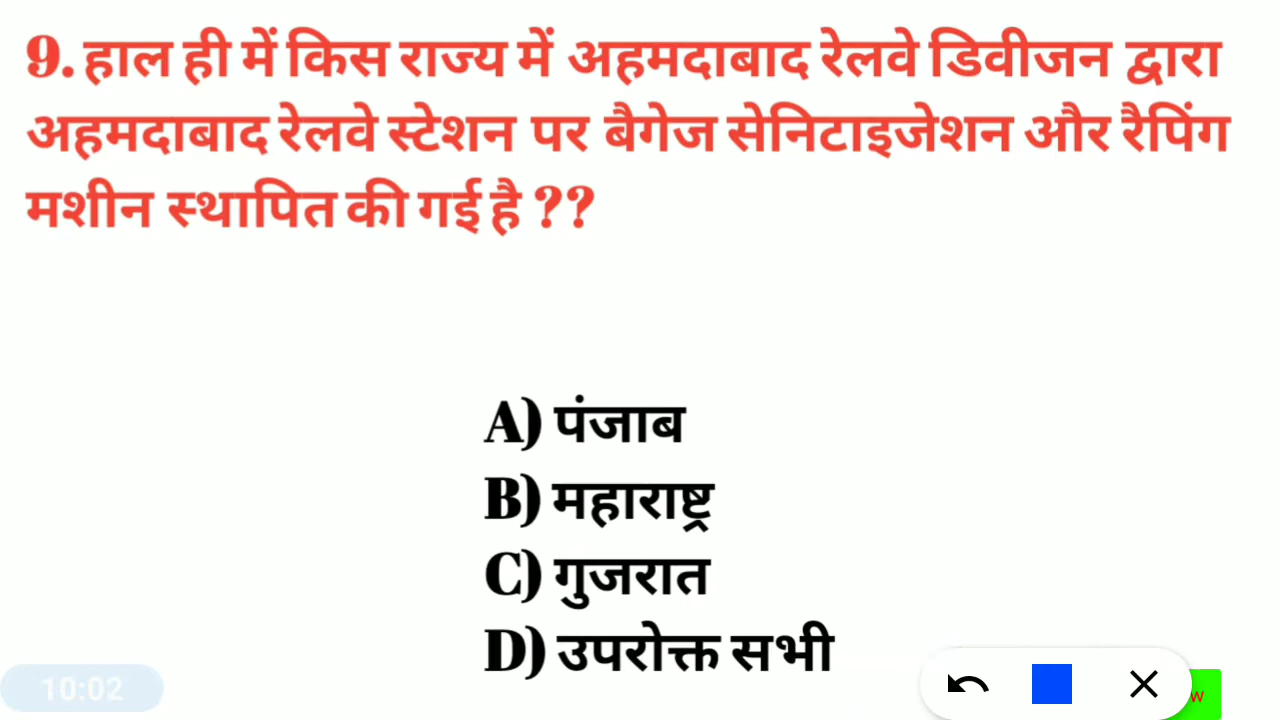 9. हाल ही में किस राज्य में अहमदाबाद रेलवे डिवीजन द्वारा
अहमदाबाद रेलवे स्टेशन पर बैगेज सेनिटाइजेशन और रैपिंग
मशीन स्थापित की गई है ??
A) पंजाब
B) महाराष्ट्र
C) गुजरात
D) उपरोक्त सभी
10:02